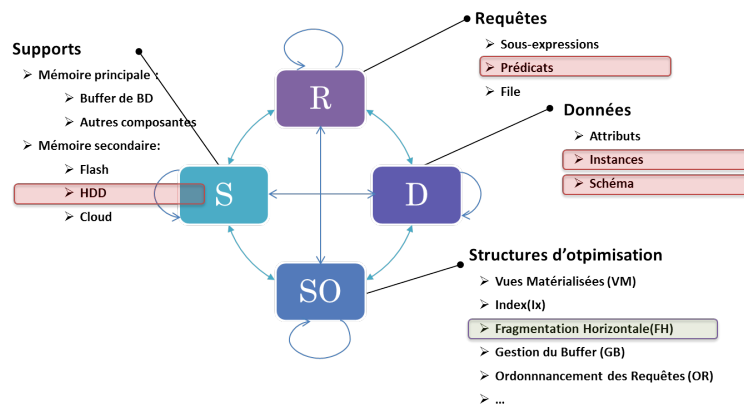 Supports
➢ Mémoire principale :
➢ Buffer de BD
➢ Autres composantes
➢ Mémoire secondaire:
➢ Flash
➢ HDD
➢ Cloud
R
S
D
SO
Requêtes
➢ Sous-expressions
➢ Prédicats
➢ File
Données
➢ Attributs
➢ Instances
➢ Schéma
Structures d'otpimisation
➢ Vues Matérialisées (VM)
➢ Index(Ix)
➢ Fragmentation Horizontale(FH)
➢ Gestion du Buffer (GB)
➢ Ordonnnancement des Requêtes (OR)
➢ ...